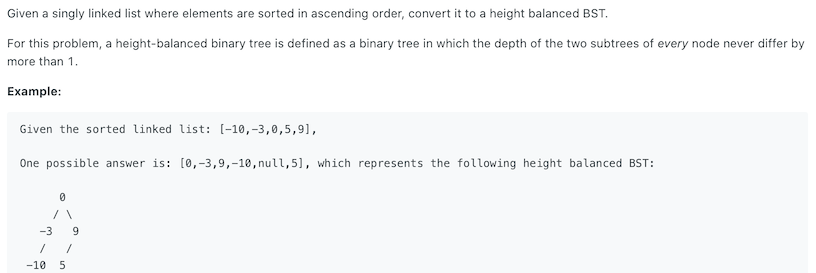 Given a singly linked list where elements are sorted in ascending order, convert it to a height balanced BST.
For this problem, a height-balanced binary tree is defined as a binary tree in which the depth of the two subtrees of every node never differ by
more than 1.
Example:
Given the sorted linked list: [-10,-3,0,5,9],
One possible answer is: [0,-3,9,-10,null,5], which represents the following height balanced BST:
0
/ \
-3 9
/ /
-10 5